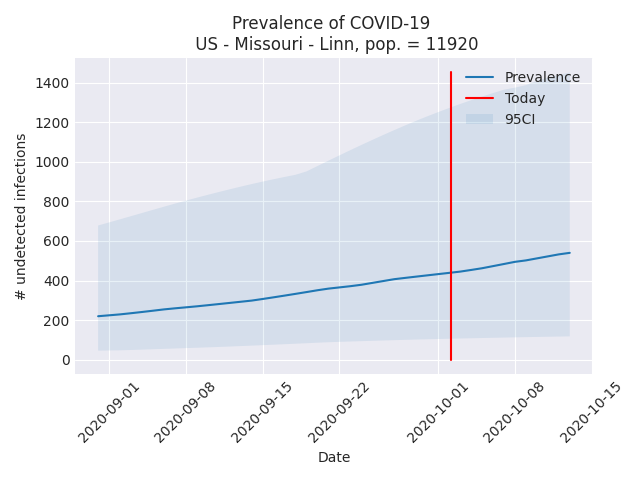 Prevalence of COVID-19
US - Missouri - Linn, pop. = 11920
Prevalence
Today
95CI
# undetected infections
1400
1200
1000
800
600
400
200
0
2020-09-01
2020-09-08
2020-09-15
2020-09-22
2020-10-01
2020-10-08
2020-10-15
Date